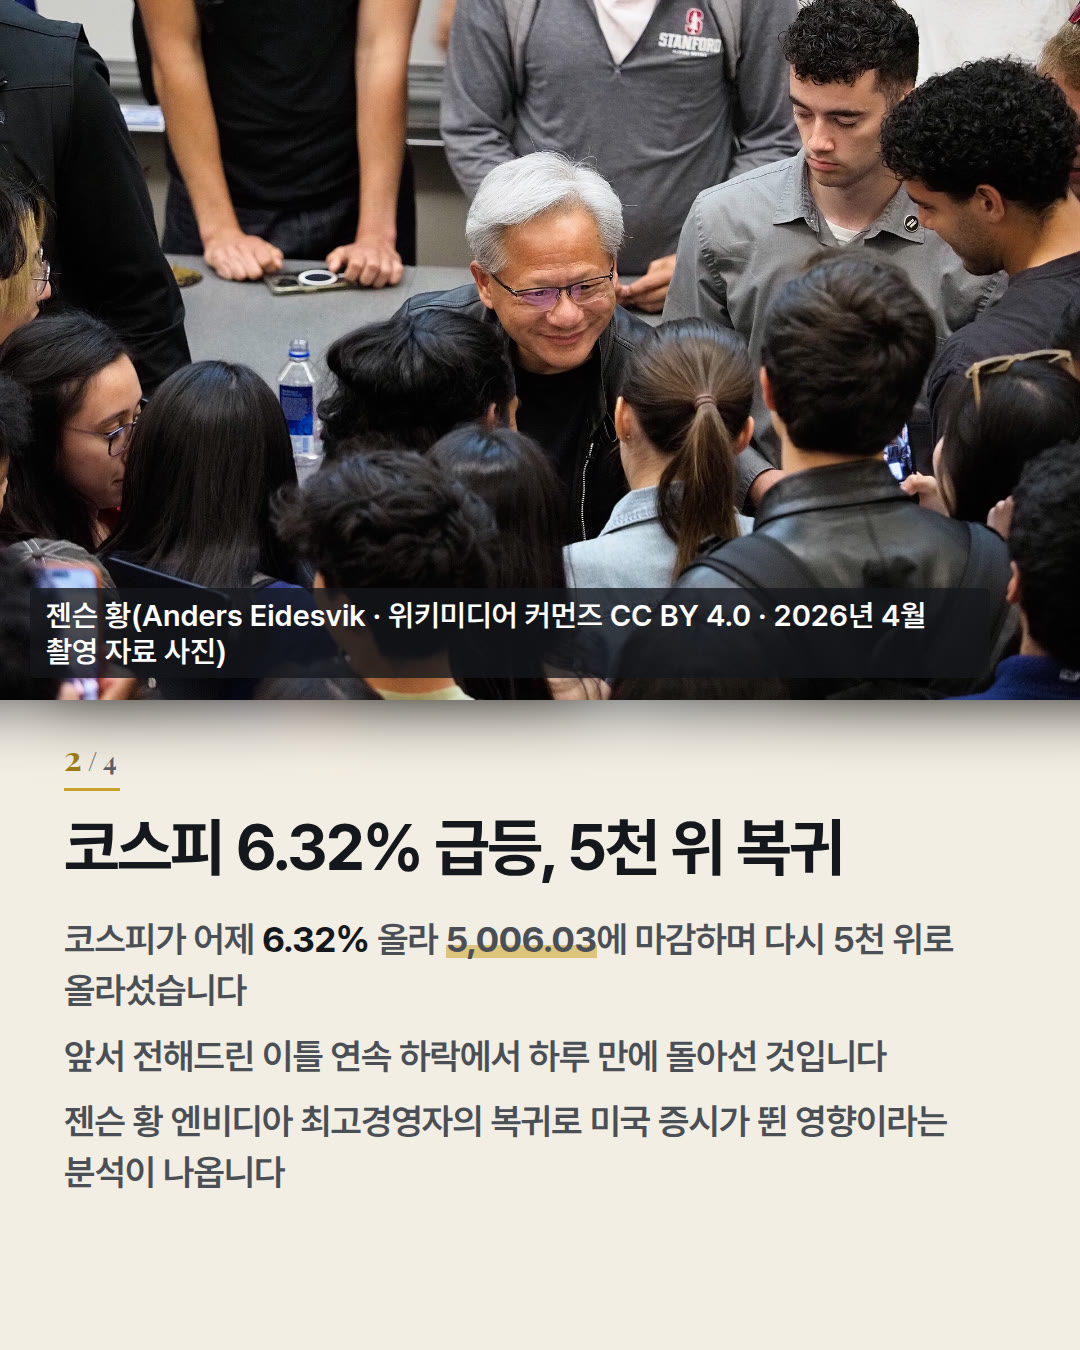 STANFORD
젠슨 황(Anders Eidesvik · 위키미디어 커먼즈 CC BY 4.0 · 2026년 4월
촬영 자료 사진)
2 / 4
코스피 6.32% 급등, 5천 위 복귀
코스피가 어제 6.32% 올라 5,006.03에 마감하며 다시 5천 위로
올라섰습니다
앞서 전해드린 이틀 연속 하락에서 하루 만에 돌아선 것입니다
젠슨 황 엔비디아 최고경영자의 복귀로 미국 증시가 뛴 영향이라는
분석이 나옵니다